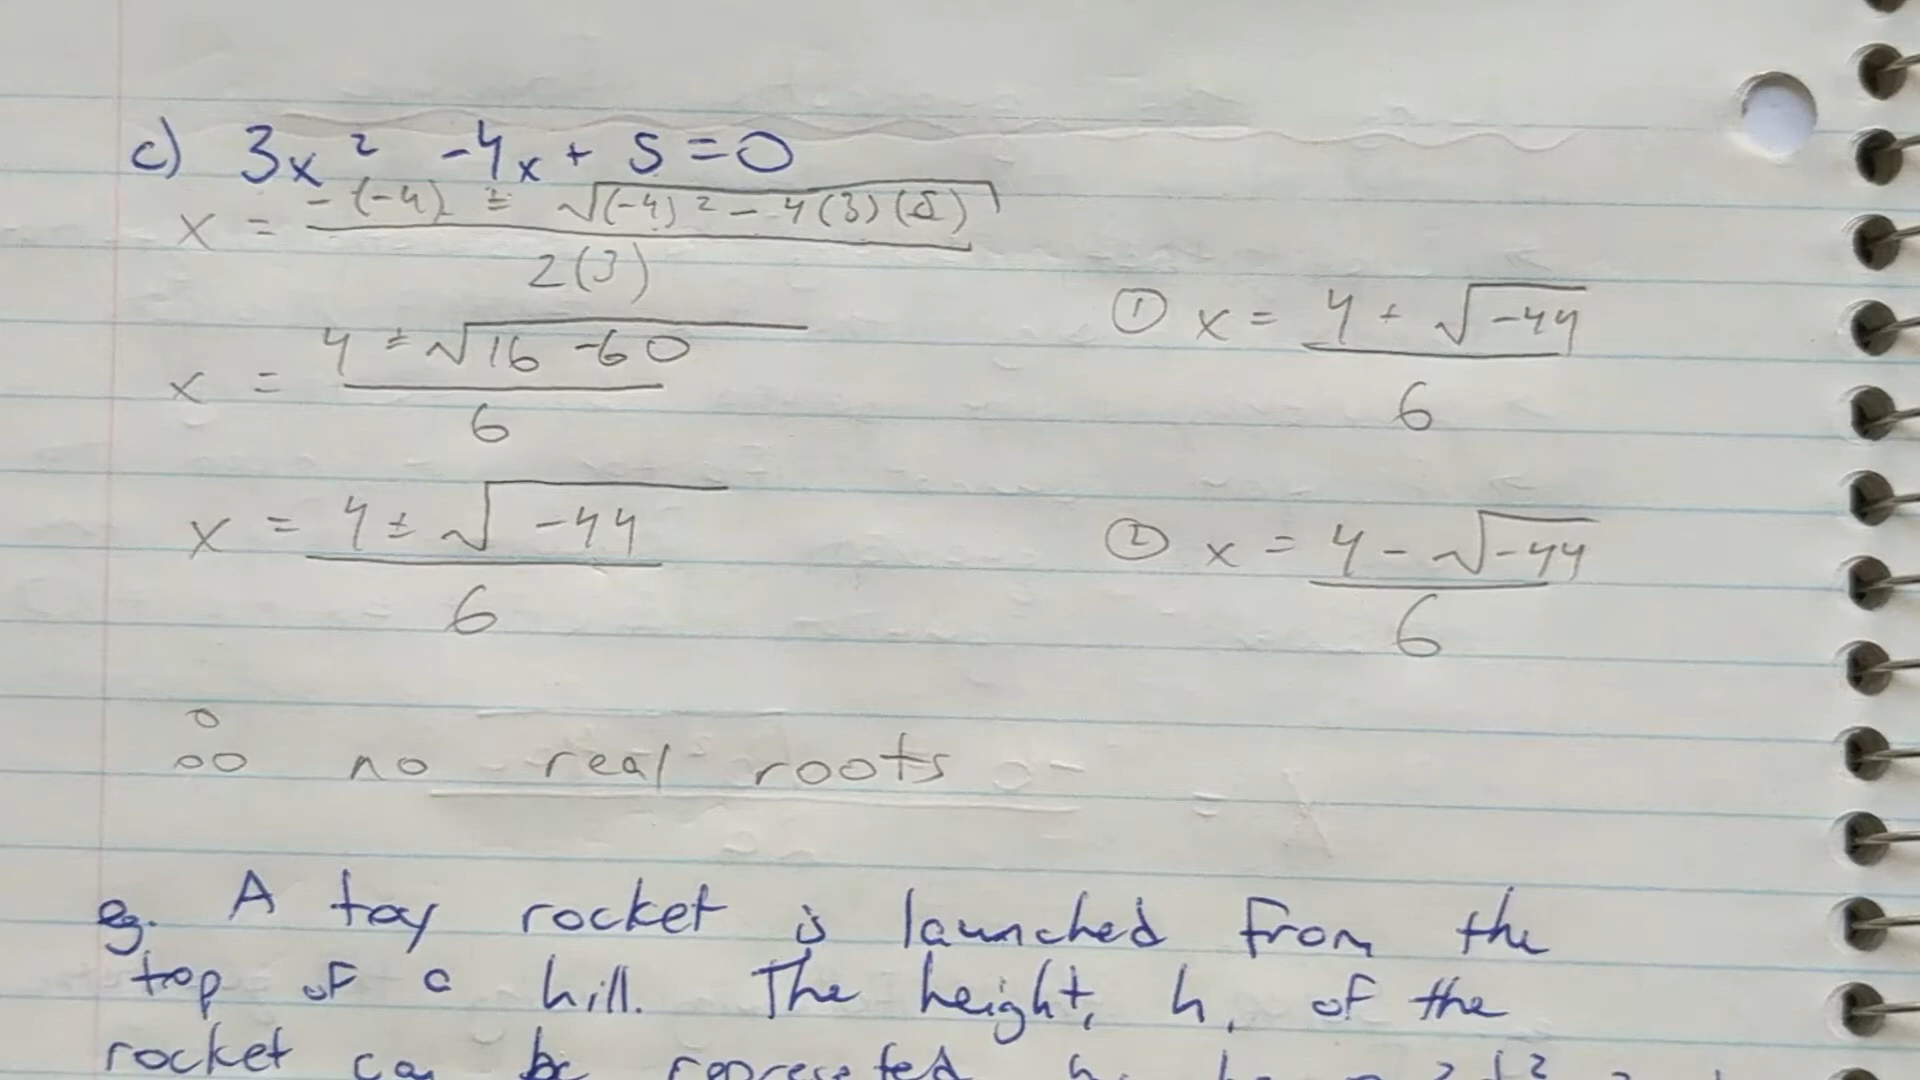 c) 3x² -4x + 5 = 0
x = -(-4) ± √(-4)² - 4(3)(5)
2(3)
x = 4 ± √16 -60
6
x = 4 ± √-44
6
① x = 4 + √-44
6
② x = 4 - √-44
6
∴ no real roots
eg. A toy rocket is launched from the
top of a hill. The height, h, of the
rocket can be